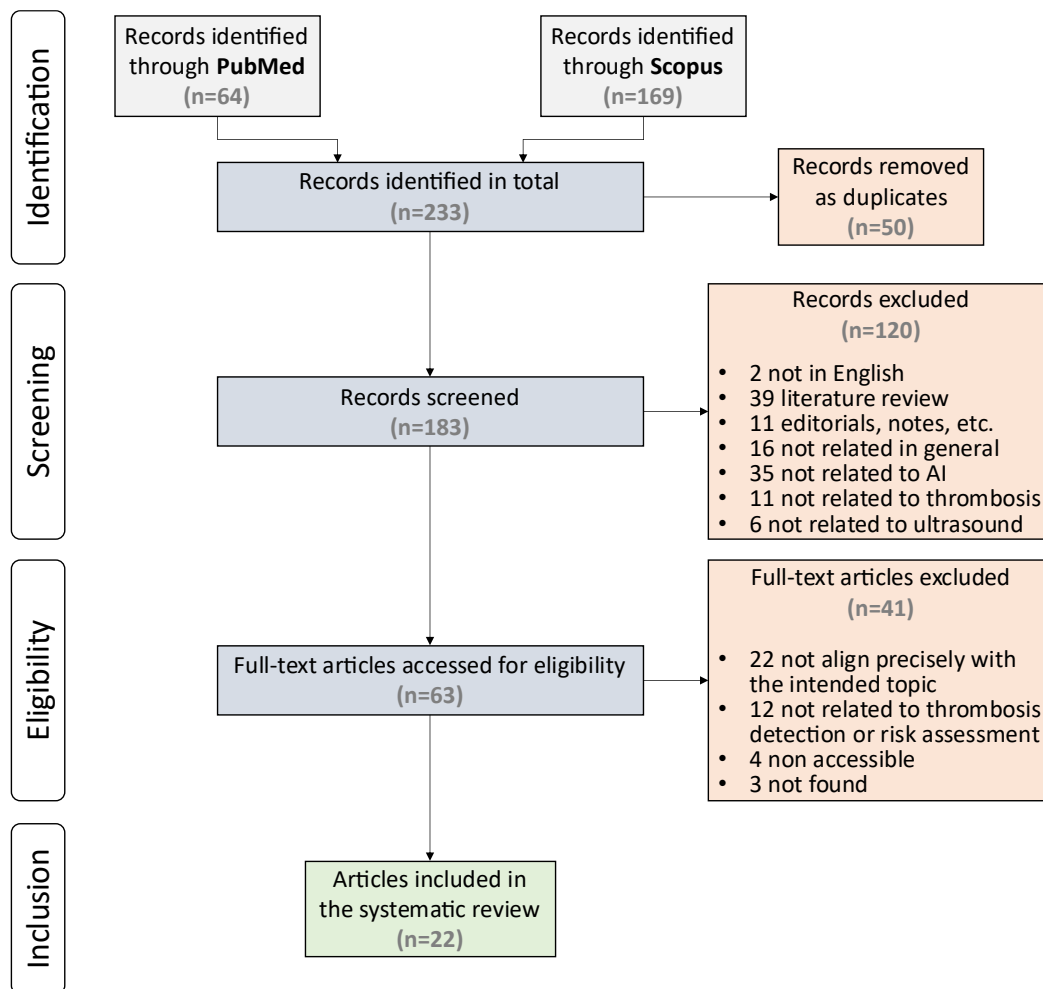 Identification
Records identified
through PubMed
(n=64)
Records identified
through Scopus
(n=169)
Records identified in total
(n=233)
Records removed
as duplicates
(n=50)
Screening
Records screened
(n=183)
Records excluded
(n=120)
• 2 not in English
• 39 literature review
• 11 editorials, notes, etc.
• 16 not related in general
• 35 not related to AI
• 11 not related to thrombosis
• 6 not related to ultrasound
Eligibility
Full-text articles accessed for eligibility
(n=63)
Full-text articles excluded
(n=41)
• 22 not align precisely with
the intended topic
• 12 not related to thrombosis
detection or risk assessment
• 4 non accessible
• 3 not found
Inclusion
Articles included in
the systematic review
(n=22)